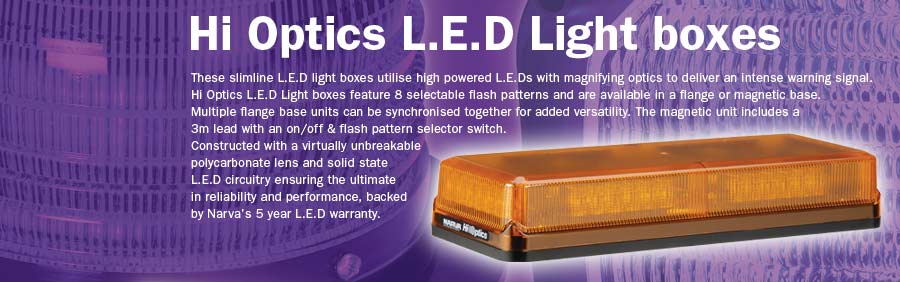 Hi Optics L.E.D Light boxes
These slimline L.E.D light boxes utilise high powered L.E.Ds with magnifying optics to deliver an intense warning signal.
Hi Optics L.E.D Light boxes feature 8 selectable flash patterns and are available in a flange or magnetic base.
Multiple flange base units can be synchronised together for added versatility. The magnetic unit includes a
3m lead with an on/off & flash pattern selector switch.
Constructed with a virtually unbreakable
polycarbonate lens and solid state
L.E.D circuitry ensuring the ultimate
in reliability and performance, backed
by Narva's 5 year L.E.D warranty.
NARVA HiOptics